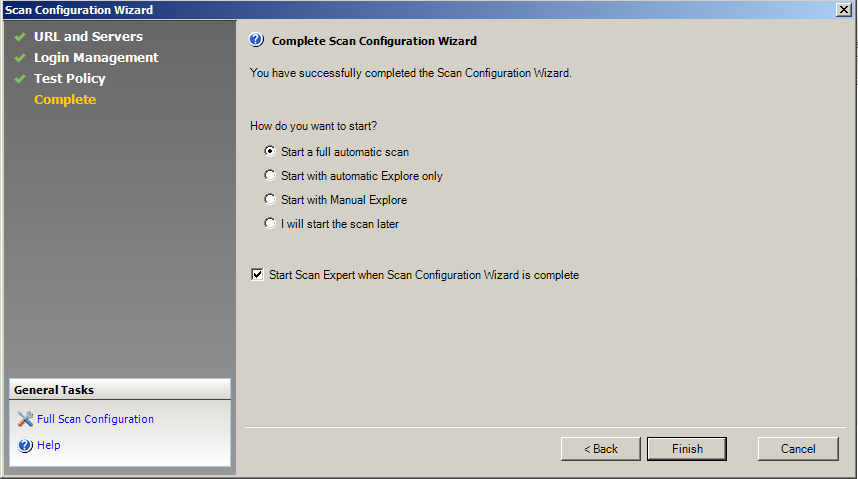 Scan Configuration Wizard
URL and Servers
Login Management
Test Policy
Complete
Complete Scan Configuration Wizard
You have successfully completed the Scan Configuration Wizard.
How do you want to start?
Start a full automatic scan
Start with automatic Explore only
Start with Manual Explore
I will start the scan later
Start Scan Expert when Scan Configuration Wizard is complete
General Tasks
Full Scan Configuration
Help
< Back
Finish
Cancel